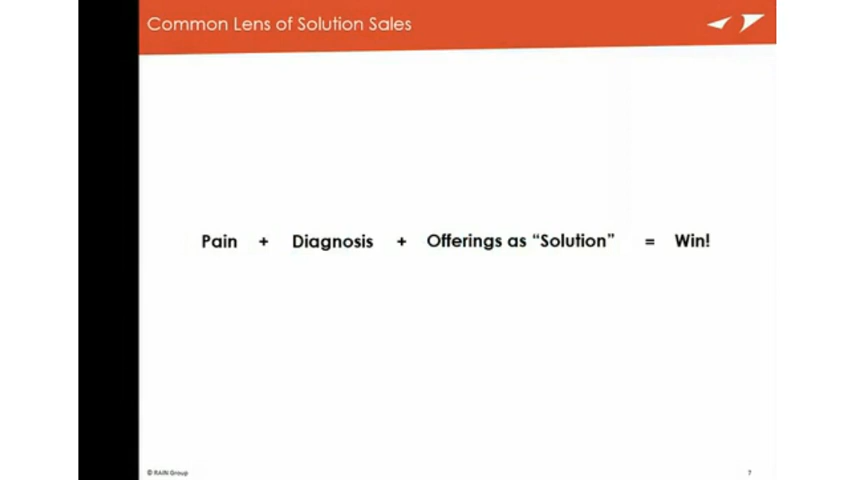 Common Lens of Solution Sales
Pain + Diagnosis + Offerings as “Solution” = Win!
© RAIN Group
7